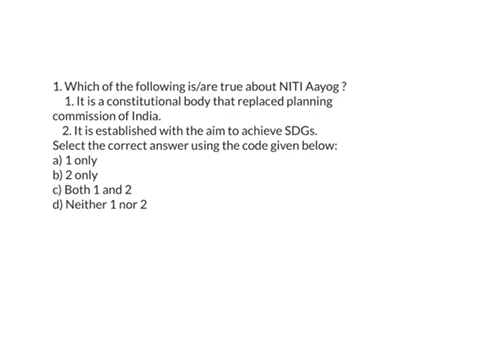 1. Which of the following is/are true about NITI Aayog ?
1. It is a constitutional body that replaced planning
commission of India.
2. It is established with the aim to achieve SDGs.
Select the correct answer using the code given below:
a) 1 only
b) 2 only
c) Both 1 and 2
d) Neither 1 nor 2